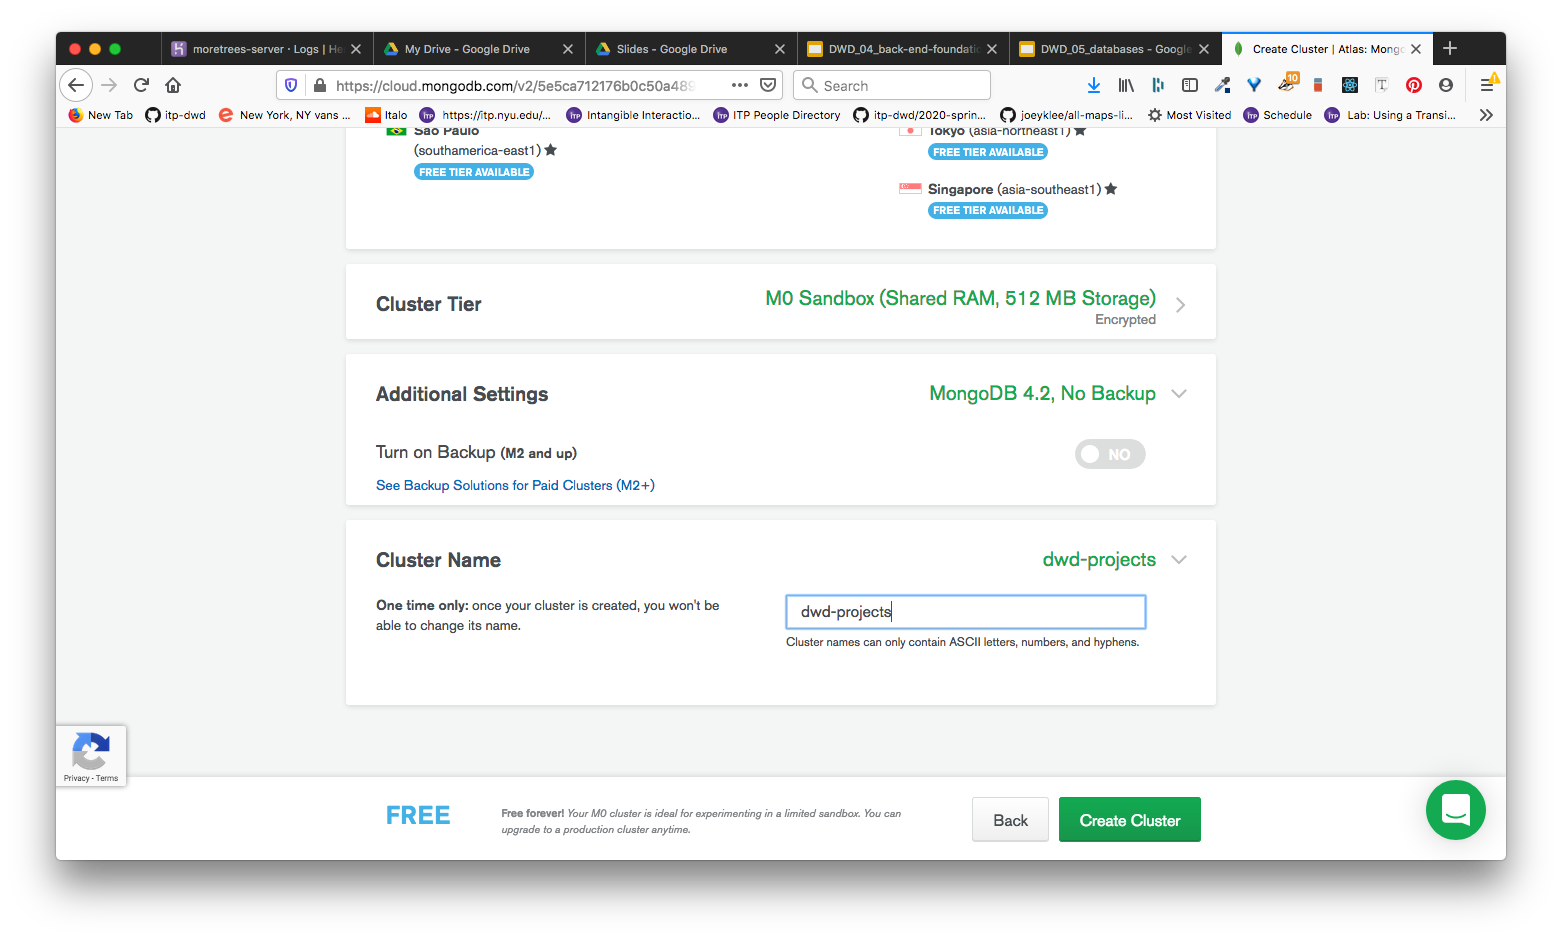 moretrees-server · Logs | He
My Drive - Google Drive
Slides - Google Drive
DWD_04_back-end-foundatio
DWD_05_databases - Google
Create Cluster | Atlas: Mongo
https://cloud.mongodb.com/v2/5e5ca712176b0c50a489
Search
10
New Tab
itp-dwd
New York, NY vans ...
Italo
https://itp.nyu.edu/...
Intangible Interactio...
ITP People Directory
itp-dwd/2020-sprin...
joeyklee/all-maps-li...
Most Visited
Schedule
Lab: Using a Transi...
São Paulo
(southamerica-east1)
FREE TIER AVAILABLE
Tokyo (asia-northeast1)
FREE TIER AVAILABLE
Singapore (asia-southeast1)
FREE TIER AVAILABLE
Cluster Tier
M0 Sandbox (Shared RAM, 512 MB Storage)
Encrypted
Additional Settings
MongoDB 4.2, No Backup
Turn on Backup (M2 and up)
NO
See Backup Solutions for Paid Clusters (M2+)
Cluster Name
dwd-projects
One time only: once your cluster is created, you won't be
able to change its name.
dwd-projects
Cluster names can only contain ASCII letters, numbers, and hyphens.
Privacy - Terms
FREE
Free forever! Your M0 cluster is ideal for experimenting in a limited sandbox. You can
upgrade to a production cluster anytime.
Back
Create Cluster